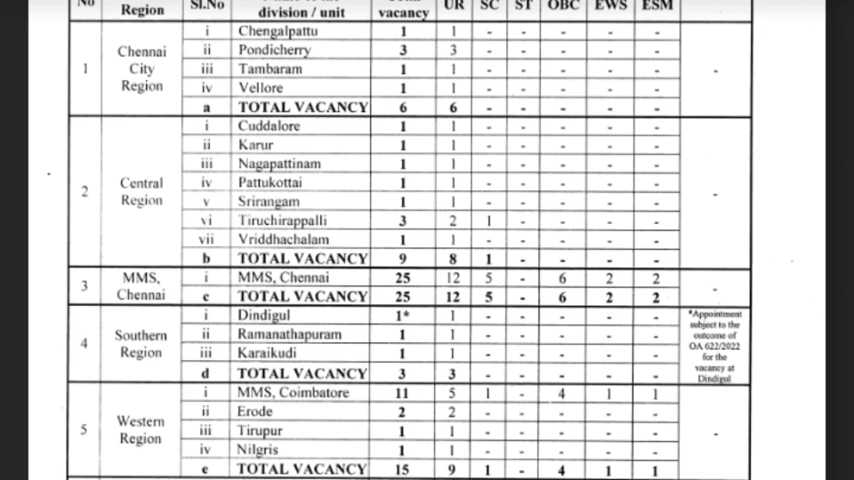 No Region Sl.No division / unit vacancy UR SC ST OBC EWS ESM
1 Chennai City Region i Chengalpattu 1 1 - - - - - -
ii Pondicherry 3 3 - - - - -
iii Tambaram 1 1 - - - - -
iv Vellore 1 1 - - - - -
a TOTAL VACANCY 6 6 - - - - -
2 Central Region i Cuddalore 1 1 - - - - - -
ii Karur 1 1 - - - - -
iii Nagapattinam 1 1 - - - - -
iv Pattukottai 1 1 - - - - -
v Srirangam 1 1 - - - - -
vi Tiruchirappalli 3 2 1 - - - -
vii Vriddhachalam 1 1 - - - - -
b TOTAL VACANCY 9 8 1 - - - -
3 MMS, Chennai i MMS, Chennai 25 12 5 - 6 2 2 -
c TOTAL VACANCY 25 12 5 - 6 2 2
4 Southern Region i Dindigul 1* 1 - - - - - *Appointment subject to the outcome of OA 622/2022 for the vacancy at Dindigul
ii Ramanathapuram 1 1 - - - - -
iii Karaikudi 1 1 - - - - -
d TOTAL VACANCY 3 3 - - - - -
5 Western Region i MMS, Coimbatore 11 5 1 - 4 1 1 -
ii Erode 2 2 - - - - -
iii Tirupur 1 1 - - - - -
iv Nilgris 1 1 - - - - -
e TOTAL VACANCY 15 9 1 - 4 1 1